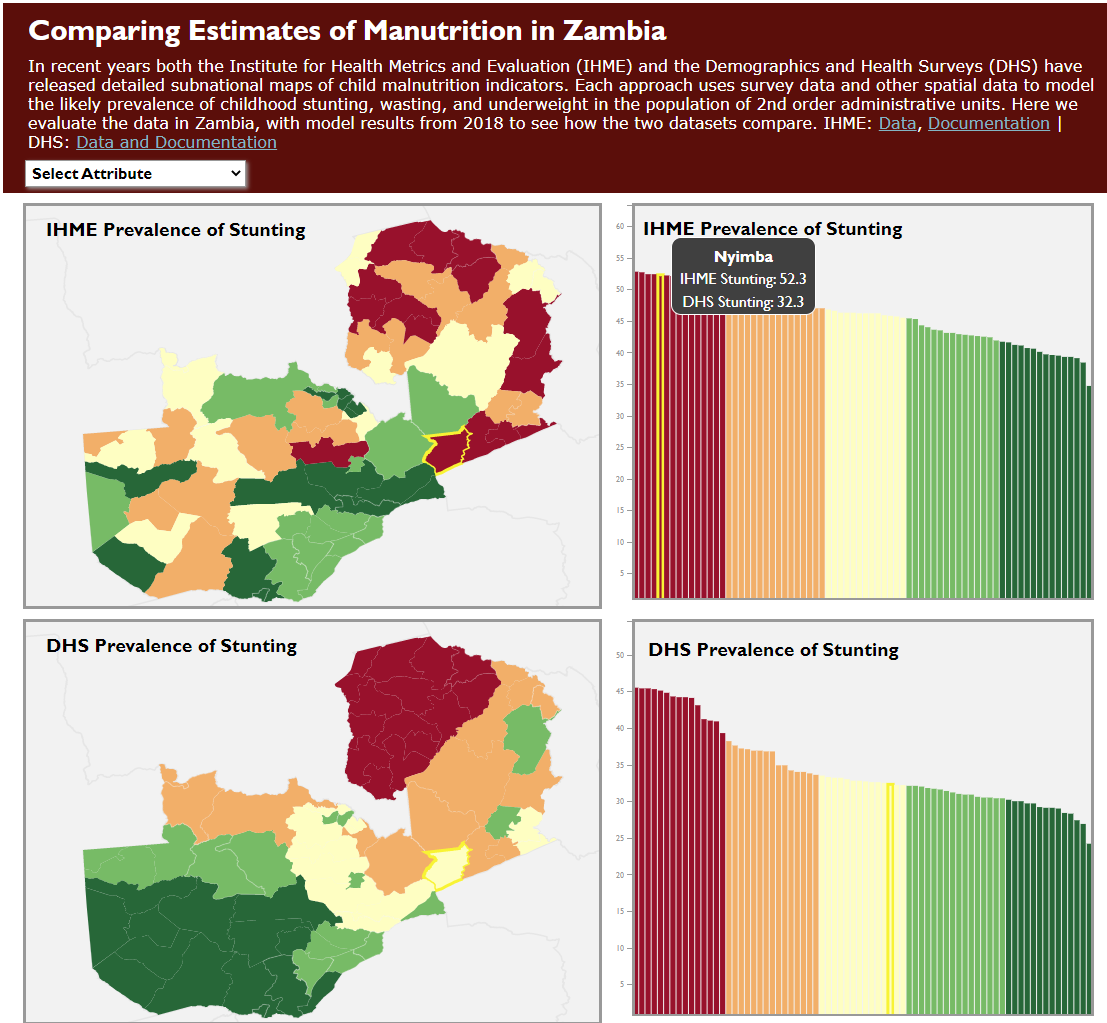 Comparing Estimates of Manutrition in Zambia
In recent years both the Institute for Health Metrics and Evaluation (IHME) and the Demographics and Health Surveys (DHS) have
released detailed subnational maps of child malnutrition indicators. Each approach uses survey data and other spatial data to model
the likely prevalence of childhood stunting, wasting, and underweight in the population of 2nd order administrative units. Here we
evaluate the data in Zambia, with model results from 2018 to see how the two datasets compare. IHME: Data, Documentation |
DHS: Data and Documentation
Select Attribute
IHME Prevalence of Stunting
IHME Prevalence of Stunting
Nyimba
IHME Stunting: 52.3
DHS Stunting: 32.3
60
55
50
45
40
35
30
25
20
15
10
5
DHS Prevalence of Stunting
DHS Prevalence of Stunting
50
45
40
35
30
25
20
15
10
5